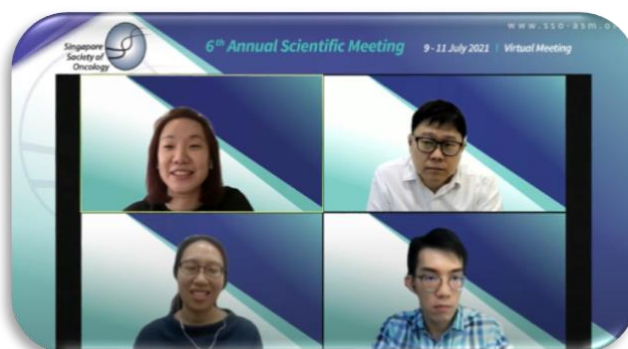 www.sso-asm.o
Singapore
Society of
Oncology
6th Annual Scientific Meeting 9 - 11 July 2021 | Virtual Meeting